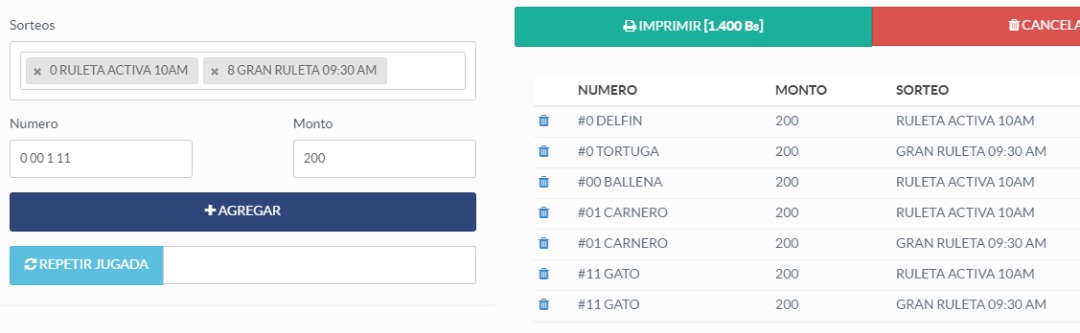 Sorteos
× 0 RULETA ACTIVA 10AM × 8 GRAN RULETA 09:30 AM
Numero Monto
0 00 1 11 200
+ AGREGAR
REPETIR JUGADA
IMPRIMIR [1.400 Bs] CANCELA
NUMERO MONTO SORTEO
#0 DELFIN 200 RULETA ACTIVA 10AM
#0 TORTUGA 200 GRAN RULETA 09:30 AM
#00 BALLENA 200 RULETA ACTIVA 10AM
#01 CARNERO 200 RULETA ACTIVA 10AM
#01 CARNERO 200 GRAN RULETA 09:30 AM
#11 GATO 200 RULETA ACTIVA 10AM
#11 GATO 200 GRAN RULETA 09:30 AM